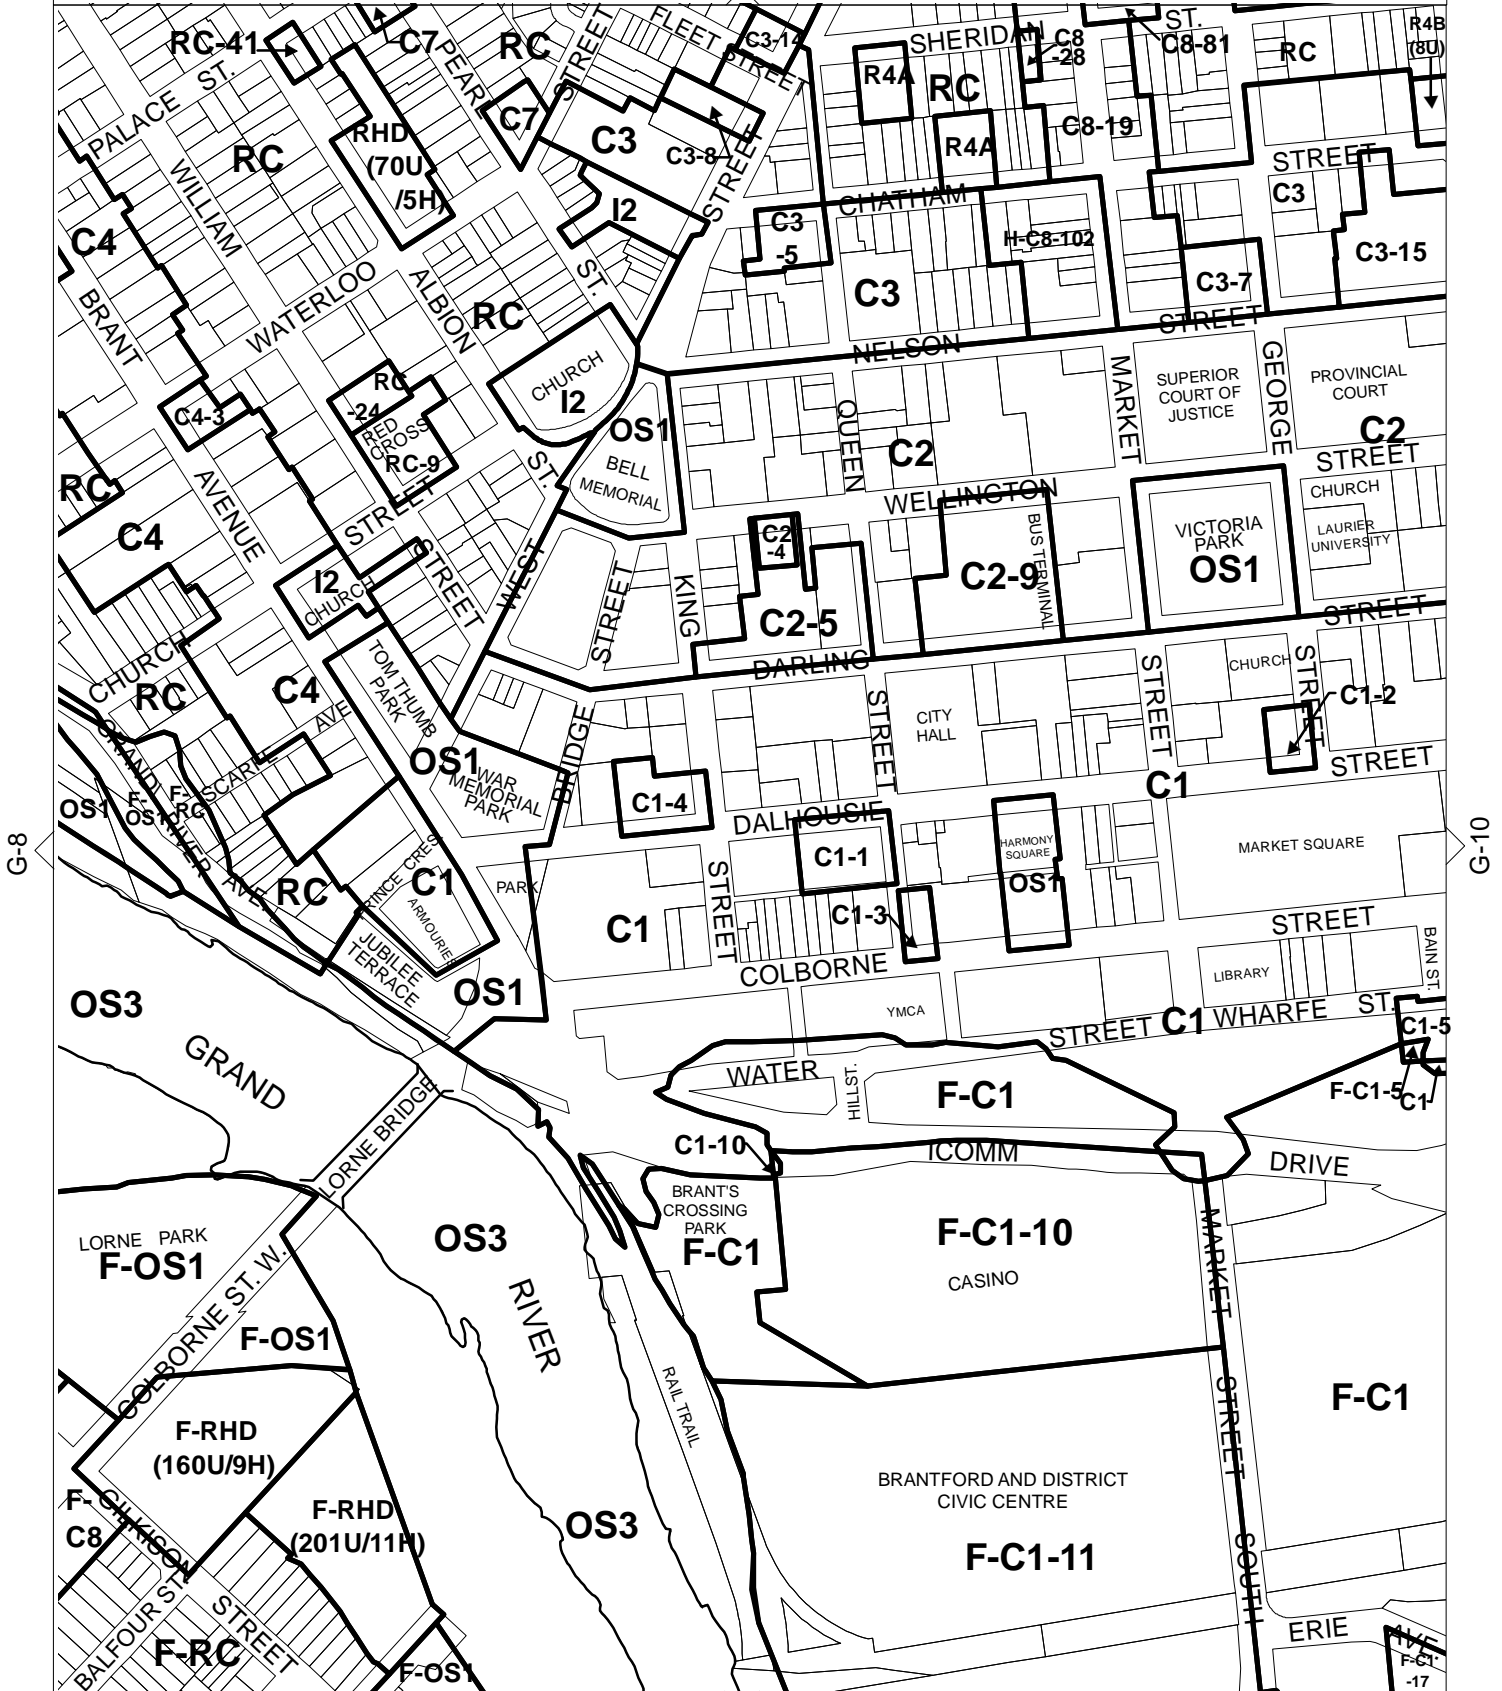 RC-41
C7
PALACE ST.
PEARL STREET
RC
FLEET STREET
C3-14
SHERIDAN ST.
C8
-28
C8-81
RC
R4B
(8U)
R4A
RC
R4A
C8-19
RHD
(70U
/5H)
RC
C7
C3
C3-8
STREET
STREET
C3
CHATHAM
C3
-5
H-C8-102
C3-7
C3-15
WILLIAM
I2
C4
BRANT
WATERLOO
ALBION
RC
ST.
C3
NELSON
STREET
C4-3
RC
-24
RED
CROSS
RC-9
CHURCH
I2
OS1
BELL
MEMORIAL
QUEEN
C2
MARKET
SUPERIOR
COURT OF
JUSTICE
GEORGE
PROVINCIAL
COURT
C2
STREET
RC
AVENUE
C4
STREET
STREET
ST.
WEST
WELLINGTON
C2
-4
C2-9
BUS TERMINAL
VICTORIA
PARK
OS1
CHURCH
LAURIER
UNIVERSITY
I2
CHURCH
STREET
KING
C2-5
DARLING
STREET
CHURCH
RC
C4
AVE
SCARFE
TOM THUMB
PARK
OS1
WAR
MEMORIAL
PARK
BRIDGE
STREET
CITY
HALL
STREET
CHURCH
STREET
C1-2
C1
STREET
GRAND
RIVER
AVE.
OS1
F-
OS1
F-
RC
C1-4
DALHOUSIE
C1-1
HARMONY
SQUARE
OS1
MARKET SQUARE
G-8
G-10
RC
PRINCE CRES
C1
ARMOURIES
PARK
C1
STREET
C1-3
STREET
BAIN ST.
JUBILEE
TERRACE
OS1
COLBORNE
LIBRARY
OS3
YMCA
STREET
C1
WHARFE ST.
C1-5
GRAND
WATER
HILL ST.
F-C1
F-C1-5
C1
LORNE BRIDGE
C1-10
ICOMM
DRIVE
BRANT'S
CROSSING
PARK
F-C1
F-C1-10
CASINO
MARKET
LORNE PARK
F-OS1
OS3
RIVER
COLBORNE ST. W.
F-OS1
RAIL TRAIL
STREET
F-C1
F-RHD
(160U/9H)
F-
C8
GILKISON
F-RHD
(201U/11H)
OS3
BRANTFORD AND DISTRICT
CIVIC CENTRE
F-C1-11
SOUTH
BALFOUR ST.
STREET
F-RC
F-OS1
ERIE AVE.
F-C1
-17